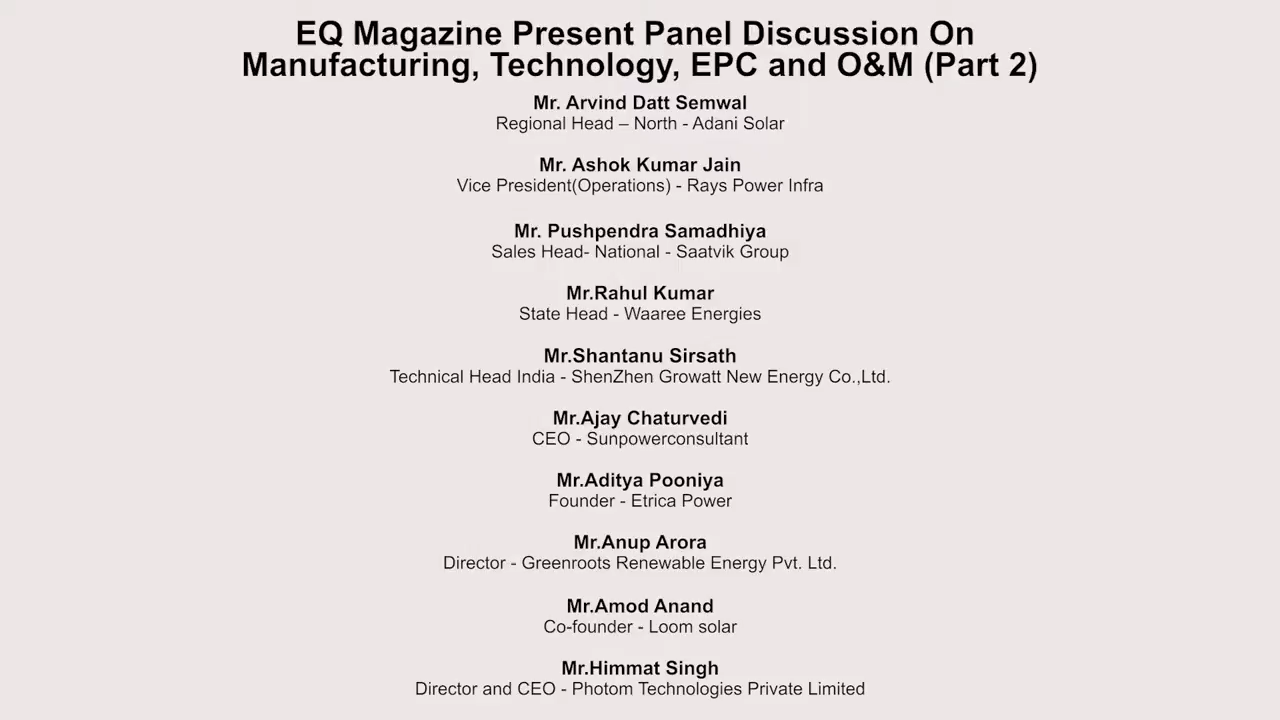 EQ Magazine Present Panel Discussion On
Manufacturing, Technology, EPC and O&M (Part 2)
Mr. Arvind Datt Semwal
Regional Head – North - Adani Solar
Mr. Ashok Kumar Jain
Vice President(Operations) - Rays Power Infra
Mr. Pushpendra Samadhiya
Sales Head- National - Saatvik Group
Mr.Rahul Kumar
State Head - Waaree Energies
Mr.Shantanu Sirsath
Technical Head India - ShenZhen Growatt New Energy Co.,Ltd.
Mr.Ajay Chaturvedi
CEO - Sunpowerconsultant
Mr.Aditya Pooniya
Founder - Etrica Power
Mr.Anup Arora
Director - Greenroots Renewable Energy Pvt. Ltd.
Mr.Amod Anand
Co-founder - Loom solar
Mr.Himmat Singh
Director and CEO - Photom Technologies Private Limited